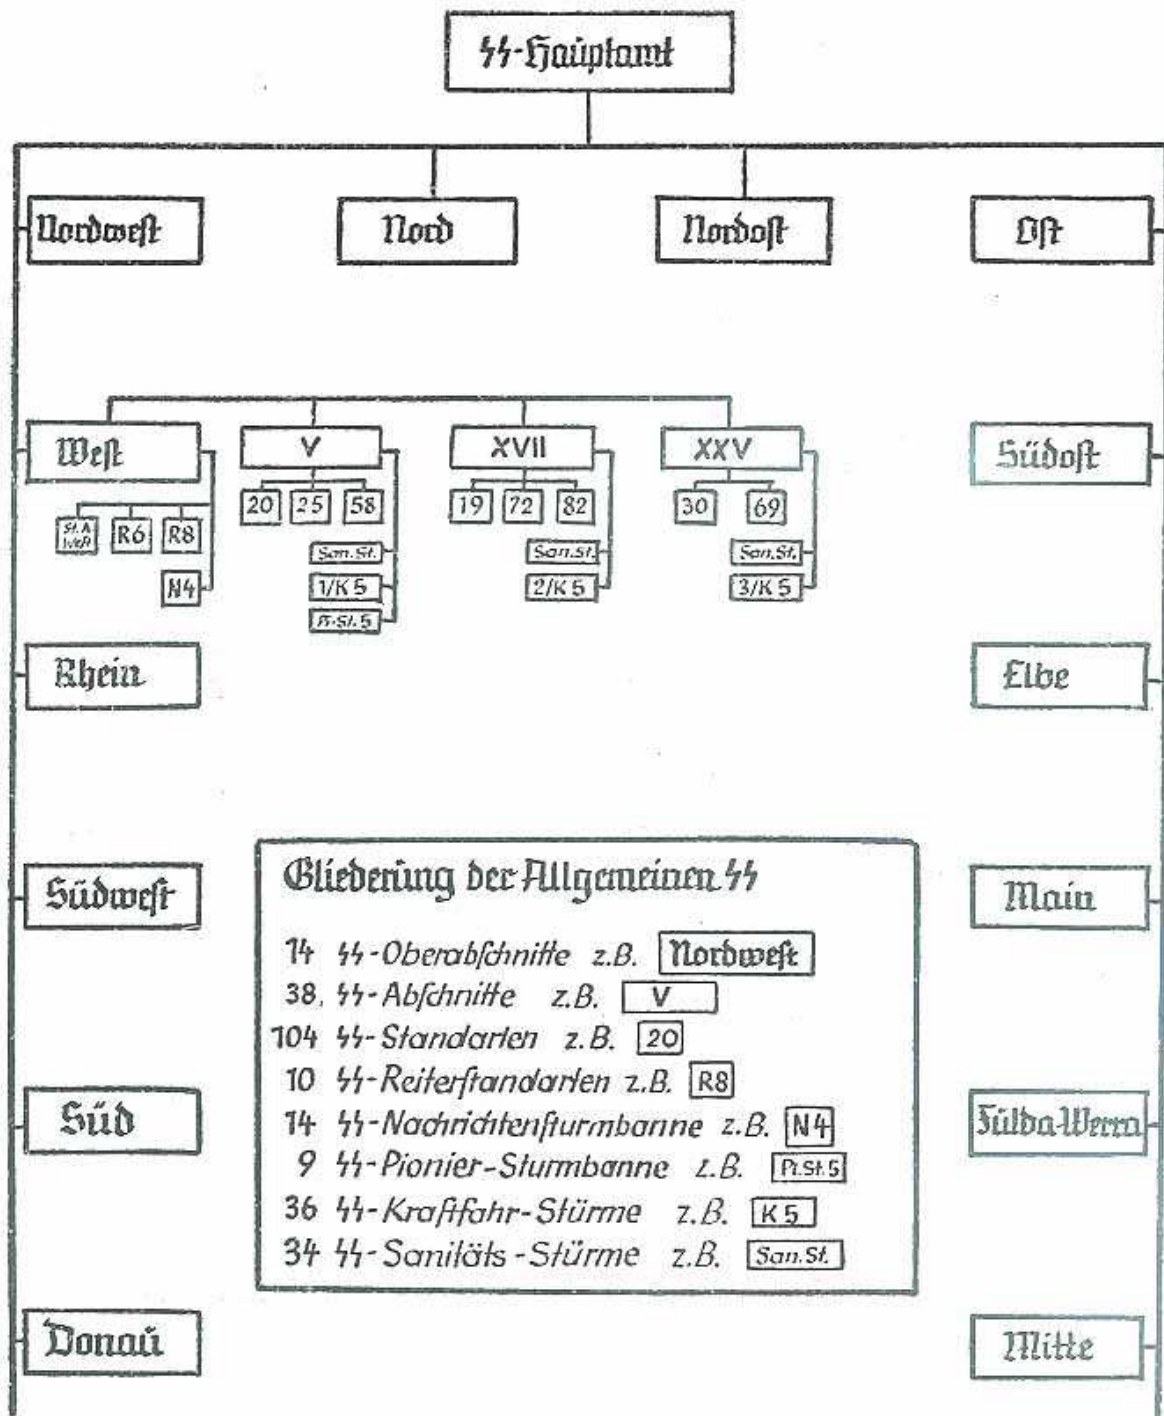 SS-Hauptamt
Nordwest
Nord
Nordost
Ost
West
V
XVII
XXV
Südost
20
25
58
19
72
82
30
69
St.A
R6
R8
San.St.
San.St.
San.St.
N4
1/K5
2/K5
3/K5
Pi.St.5
Rhein
Elbe
Südwest
Main
Gliederung der Allgemeinen SS
14 SS-Oberabschnitte z.B. Nordwest
38, SS-Abschnitte z.B. V
104 SS-Standarten z.B. 20
10 SS-Reiterstandarten z.B. R8
14 SS-Nachrichtensturmbanne z.B. N4
9 SS-Pionier-Sturmbanne z.B. Pi.St.5
36 SS-Kraftfahr-Stürme z.B. K5
34 SS-Sanitäts-Stürme z.B. San.St.
Süd
Fulda-Werra
Donau
Mitte